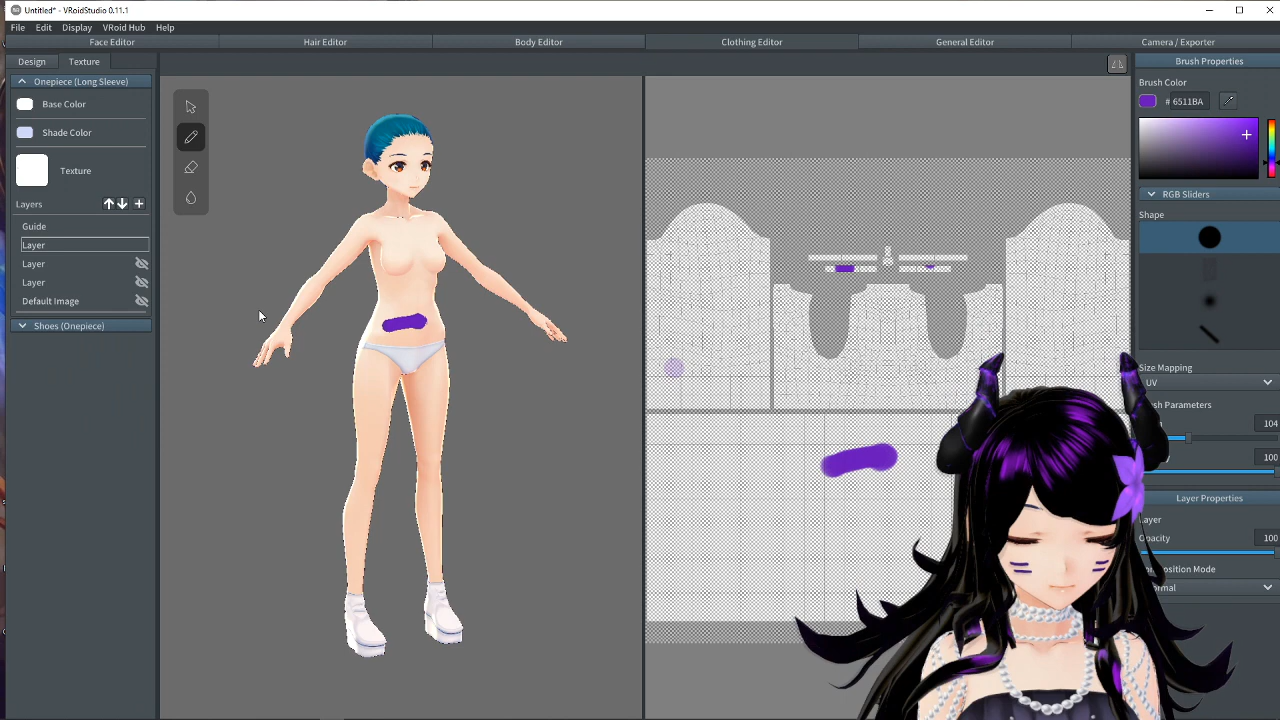 Untitled* - VRoidStudio 0.11.1
File Edit Display VRoid Hub Help
Face Editor Hair Editor Body Editor Clothing Editor General Editor Camera / Exporter
Design Texture
Onepiece (Long Sleeve)
Base Color
Shade Color
Texture
Layers
Guide
Layer
Layer
Layer
Default Image
Shoes (Onepiece)
Brush Properties
Brush Color
# 6511BA
RGB Sliders
Shape
Size Mapping
UV
Parameters
104
100
Layer Properties
Layer
Opacity 100
Mode